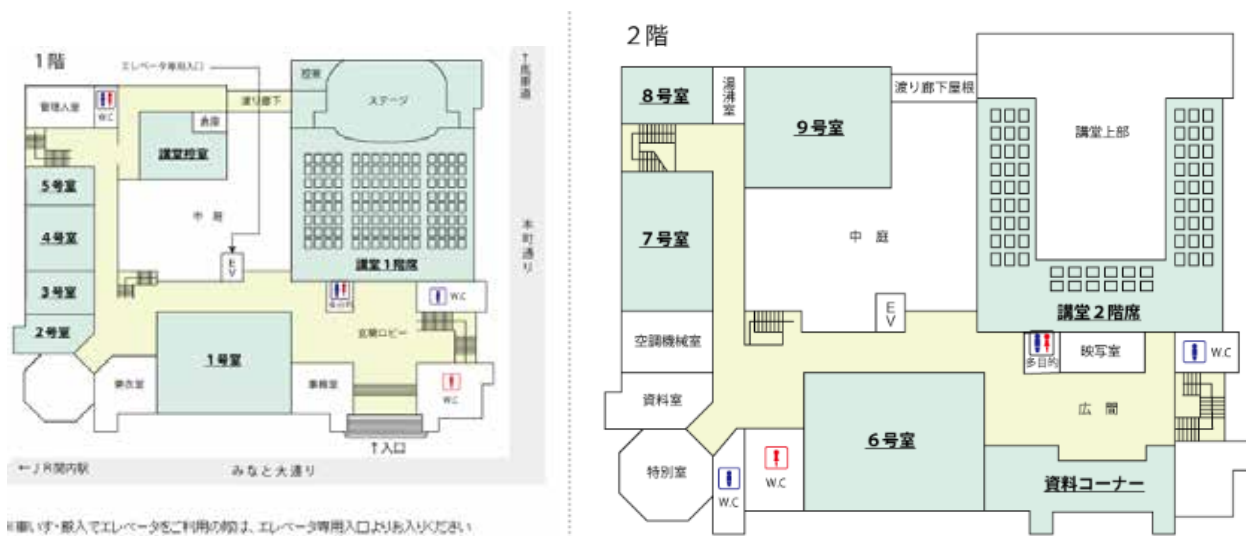 1階
エレベータ専用入口
控室
ステージ
↑馬車道
管理人室
W.C
渡り廊下
倉庫
講堂控室
5号室
中 庭
本町通り
4号室
EV
講堂1階席
3号室
多目的
W.C
2号室
玄関ロビー
1号室
更衣室
事務室
W.C
↑入口
←JR関内駅
みなと大通り
※車いす・搬入でエレベータをご利用の際は、エレベータ専用入口よりお入りください
2階
8号室
湯沸室
9号室
渡り廊下屋根
講堂上部
7号室
中 庭
EV
講堂2階席
空調機械室
多目的
映写室
W.C
資料室
広 間
6号室
特別室
W.C
W.C
資料コーナー